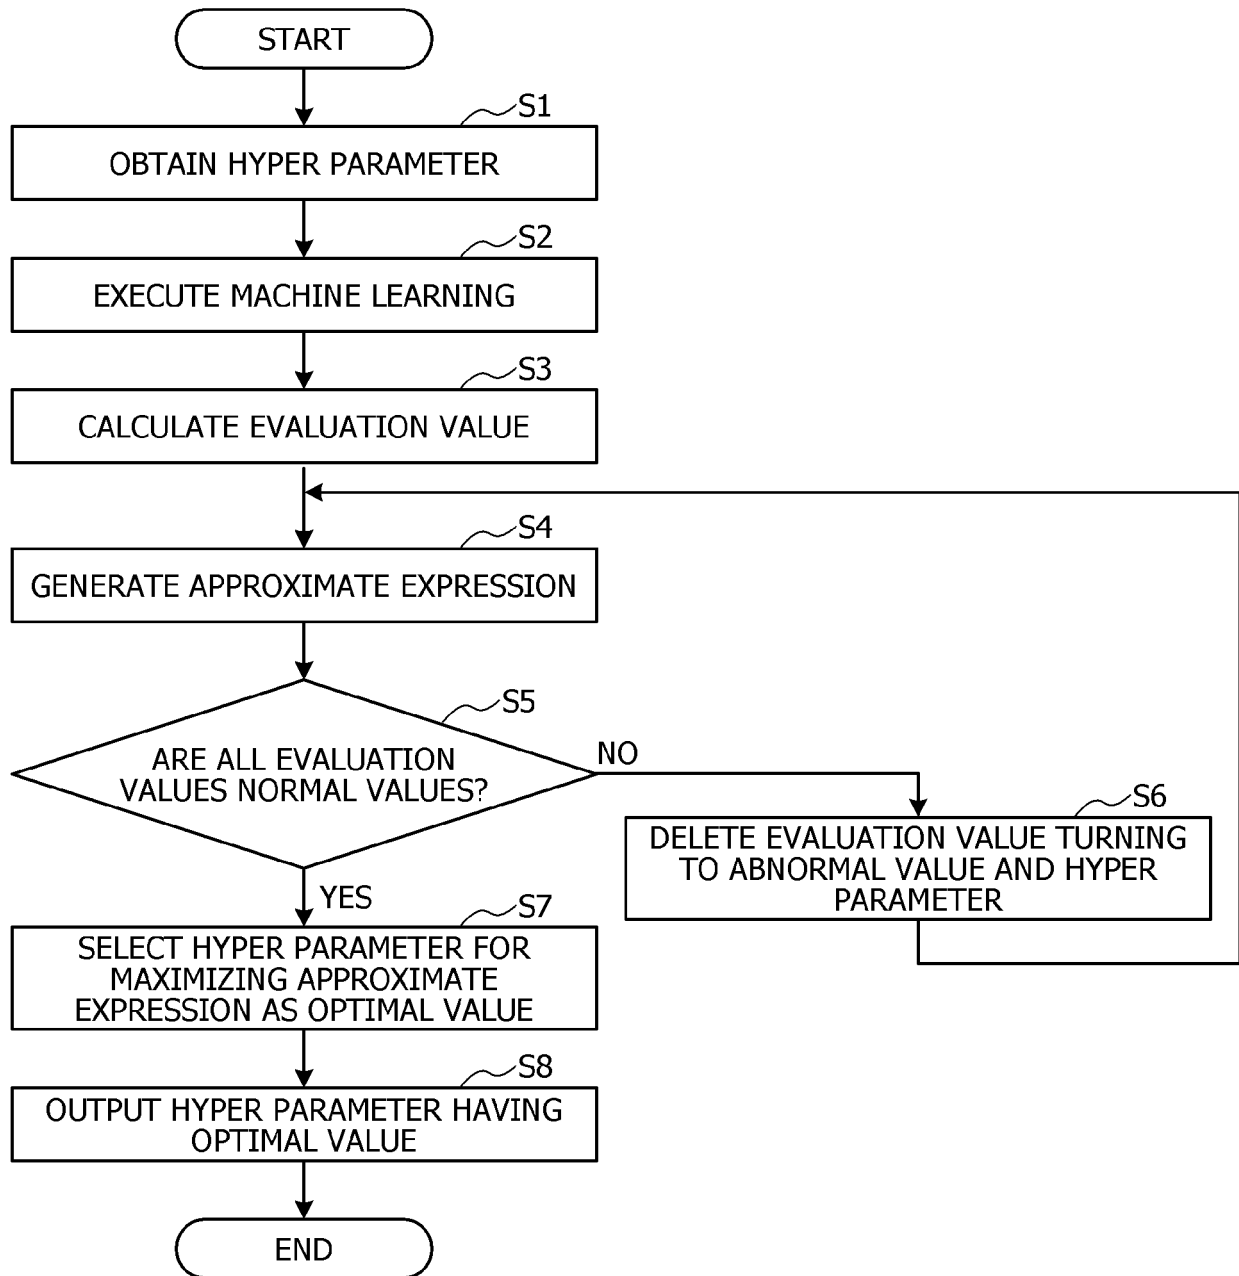 START
S1
OBTAIN HYPER PARAMETER
S2
EXECUTE MACHINE LEARNING
S3
CALCULATE EVALUATION VALUE
S4
GENERATE APPROXIMATE EXPRESSION
S5
ARE ALL EVALUATION
VALUES NORMAL VALUES?
NO
S6
DELETE EVALUATION VALUE TURNING
TO ABNORMAL VALUE AND HYPER
PARAMETER
YES
S7
SELECT HYPER PARAMETER FOR
MAXIMIZING APPROXIMATE
EXPRESSION AS OPTIMAL VALUE
S8
OUTPUT HYPER PARAMETER HAVING
OPTIMAL VALUE
END